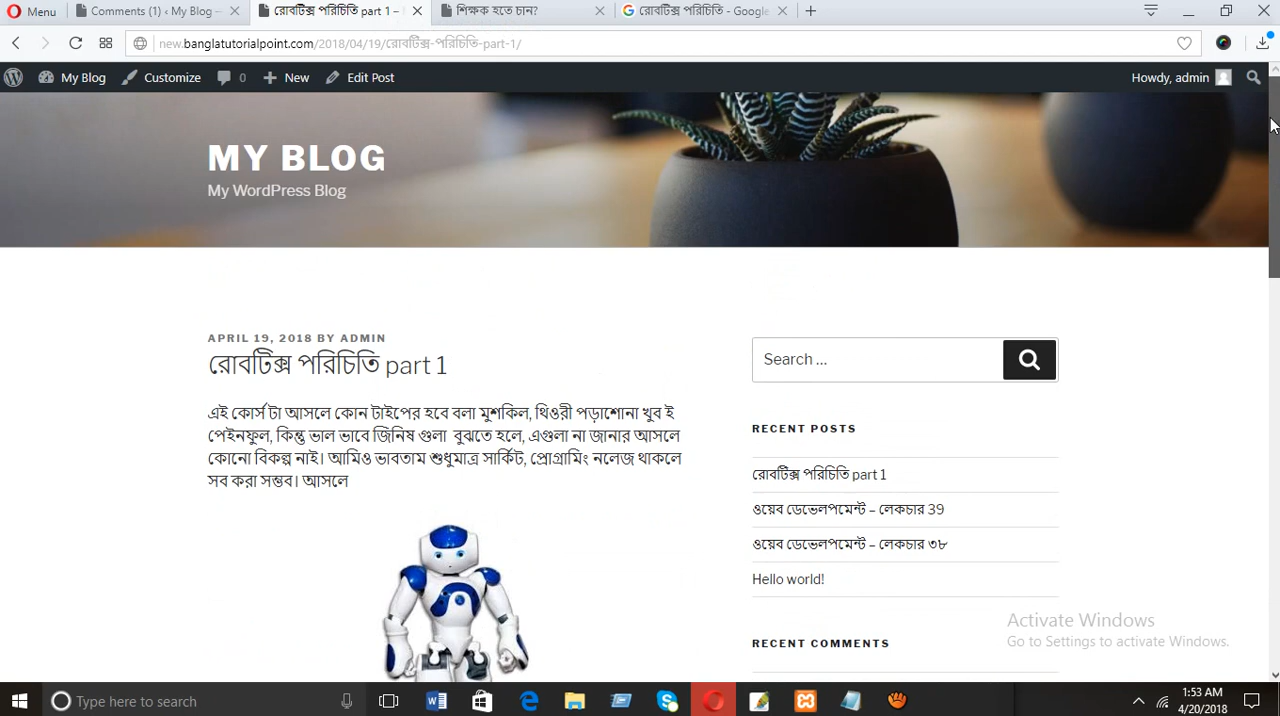 Menu
Comments (1) ‹ My Blog –
রোবটিক্স পরিচিতি part 1 –
শিক্ষক হতে চান?
রোবটিক্স পরিচিতি - Google
new.banglatutorialpoint.com/2018/04/19/রোবটিক্স-পরিচিতি-part-1/
My Blog
Customize
0
New
Edit Post
Howdy, admin
MY BLOG
My WordPress Blog
APRIL 19, 2018 BY ADMIN
রোবটিক্স পরিচিতি part 1
এই কোর্স টা আসলে কোন টাইপের হবে বলা মুশকিল, থিওরী পড়াশোনা খুব ই
পেইনফুল, কিন্তু ভাল ভাবে জিনিষ গুলা বুঝতে হলে, এগুলা না জানার আসলে
কোনো বিকল্প নাই। আমিও ভাবতাম শুধুমাত্র সার্কিট, প্রোগ্রামিং নলেজ থাকলে
সব করা সম্ভব। আসলে
Search …
RECENT POSTS
রোবটিক্স পরিচিতি part 1
ওয়েব ডেভেলপমেন্ট – লেকচার 39
ওয়েব ডেভেলপমেন্ট – লেকচার ৩৮
Hello world!
RECENT COMMENTS
Activate Windows
Go to Settings to activate Windows.
Type here to search
1:53 AM
4/20/2018